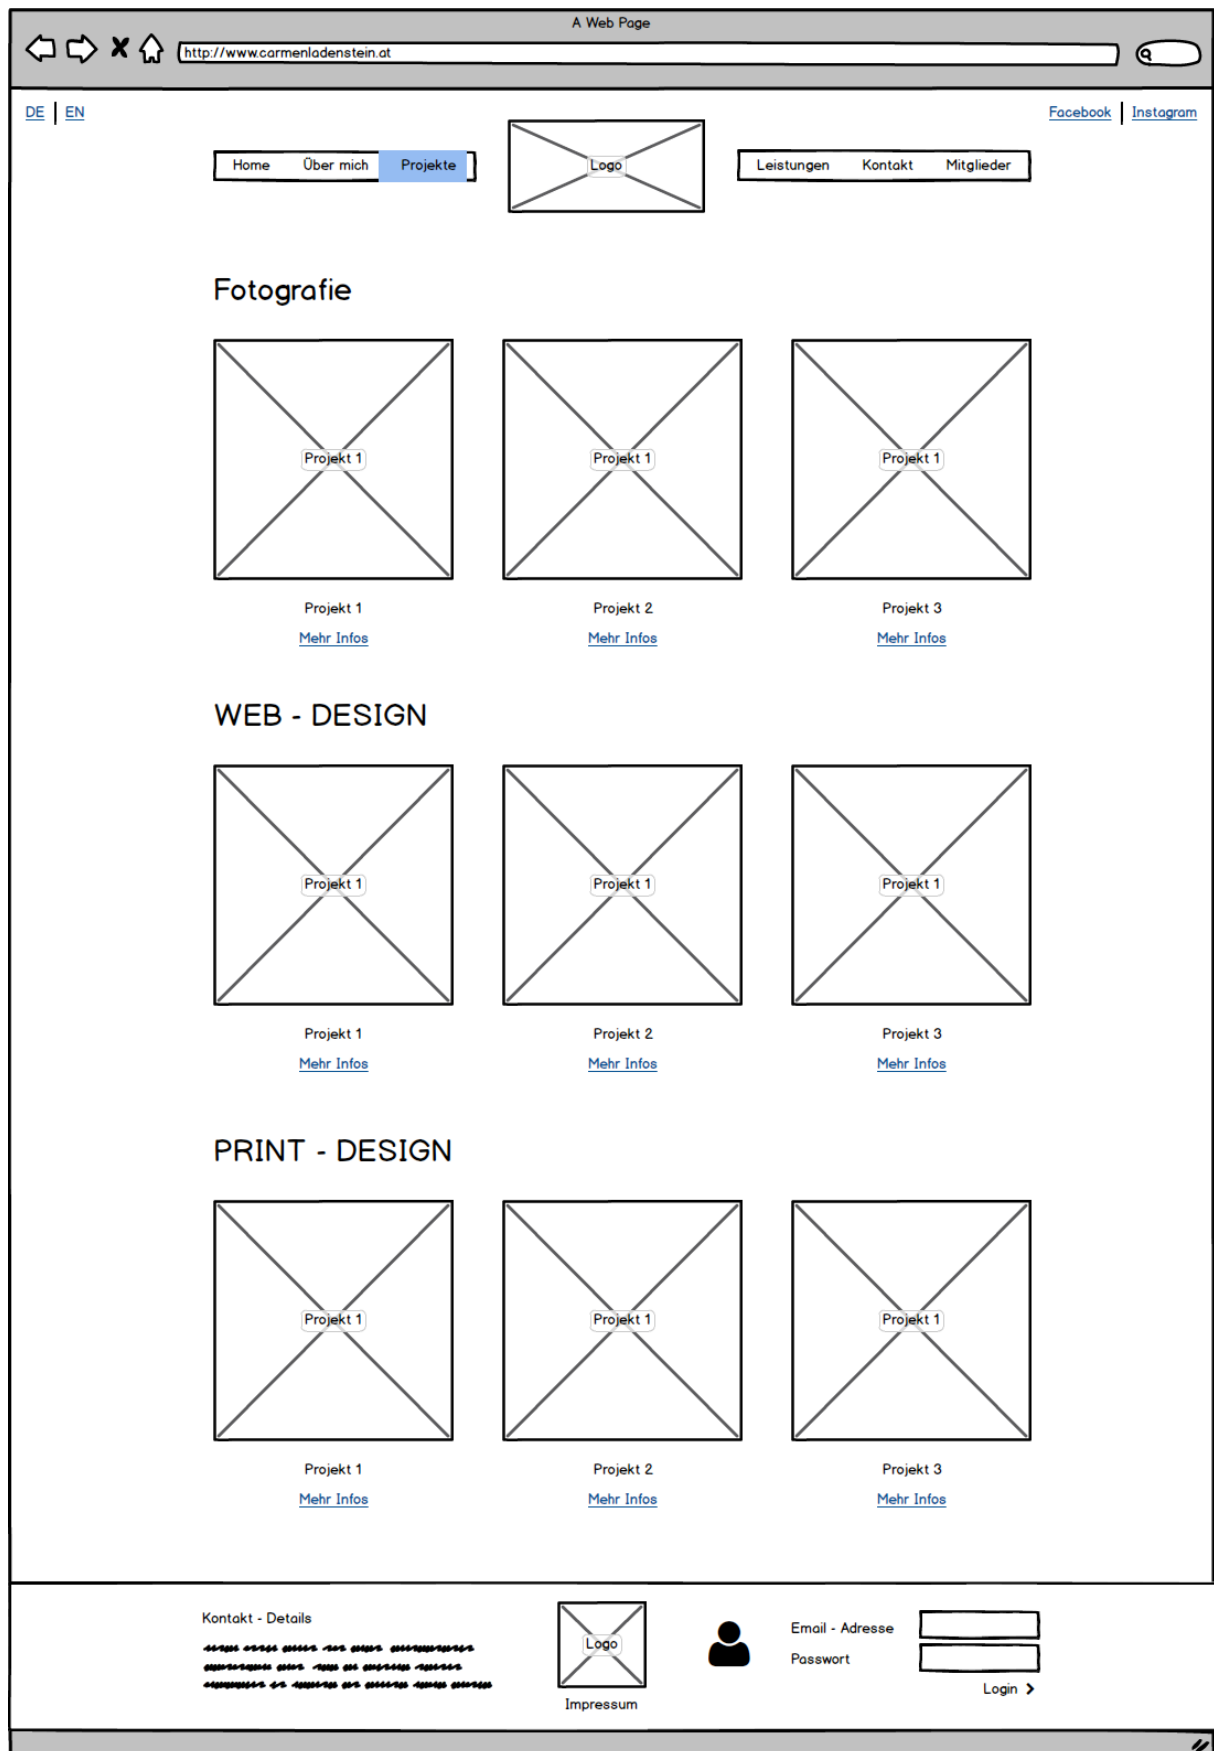 A Web Page
http://www.carmenladenstein.at
DE EN
Facebook Instagram
Home Über mich Projekte
Logo
Leistungen Kontakt Mitglieder
Fotografie
Projekt 1 Projekt 1 Projekt 1
Projekt 1 Projekt 2 Projekt 3
Mehr Infos Mehr Infos Mehr Infos
WEB - DESIGN
Projekt 1 Projekt 1 Projekt 1
Projekt 1 Projekt 2 Projekt 3
Mehr Infos Mehr Infos Mehr Infos
PRINT - DESIGN
Projekt 1 Projekt 1 Projekt 1
Projekt 1 Projekt 2 Projekt 3
Mehr Infos Mehr Infos Mehr Infos
Kontakt - Details
Logo
Impressum
Email - Adresse
Passwort
Login